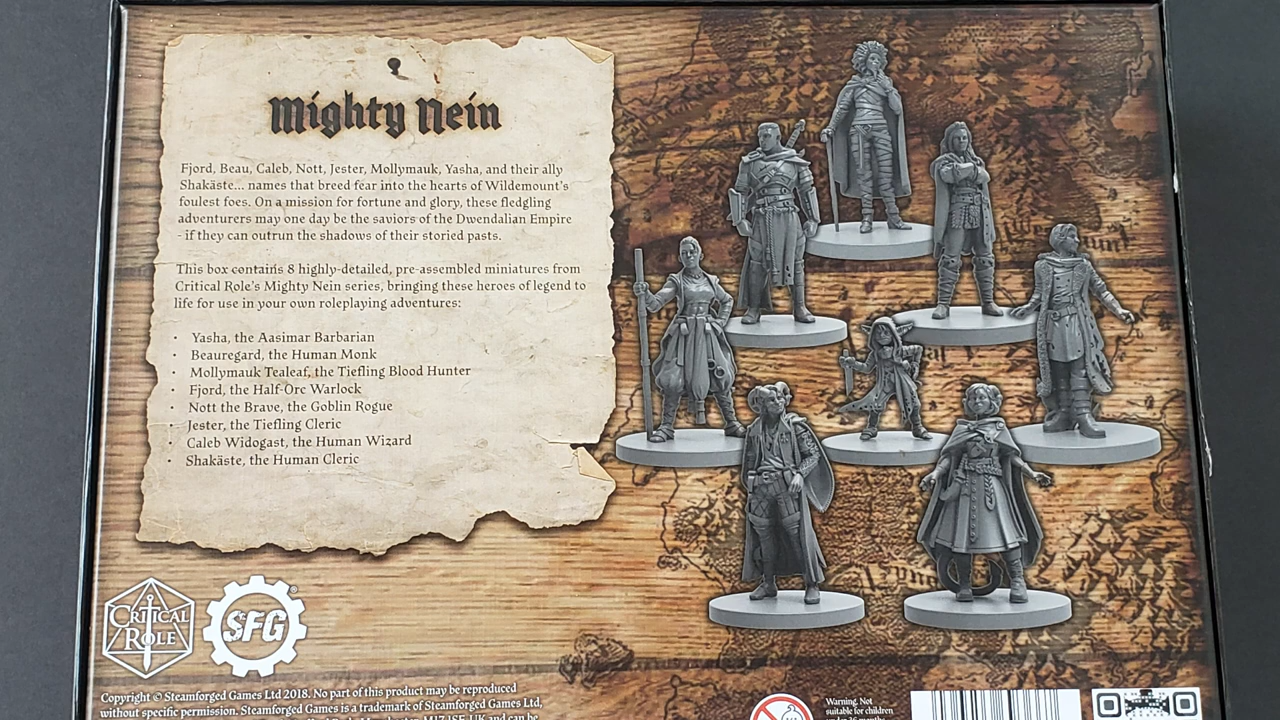 Mighty Nein
Fjord, Beau, Caleb, Nott, Jester, Mollymauk, Yasha, and their ally
Shakäste... names that breed fear into the hearts of Wildemount's
foulest foes. On a mission for fortune and glory, these fledgling
adventurers may one day be the saviors of the Dwendalian Empire
- if they can outrun the shadows of their storied pasts.
This box contains 8 highly-detailed, pre-assembled miniatures from
Critical Role's Mighty Nein series, bringing these heroes of legend to
life for use in your own roleplaying adventures:
· Yasha, the Aasimar Barbarian
· Beauregard, the Human Monk
· Mollymauk Tealeaf, the Tiefling Blood Hunter
· Fjord, the Half-Orc Warlock
· Nott the Brave, the Goblin Rogue
· Jester, the Tiefling Cleric
· Caleb Widogast, the Human Wizard
· Shakäste, the Human Cleric
CRITICAL
ROLE
SFG
Copyright © Steamforged Games Ltd 2018. No part of this product may be reproduced
without specific permission. Steamforged Games is a trademark of Steamforged Games Ltd,
Warning. Not
suitable for children